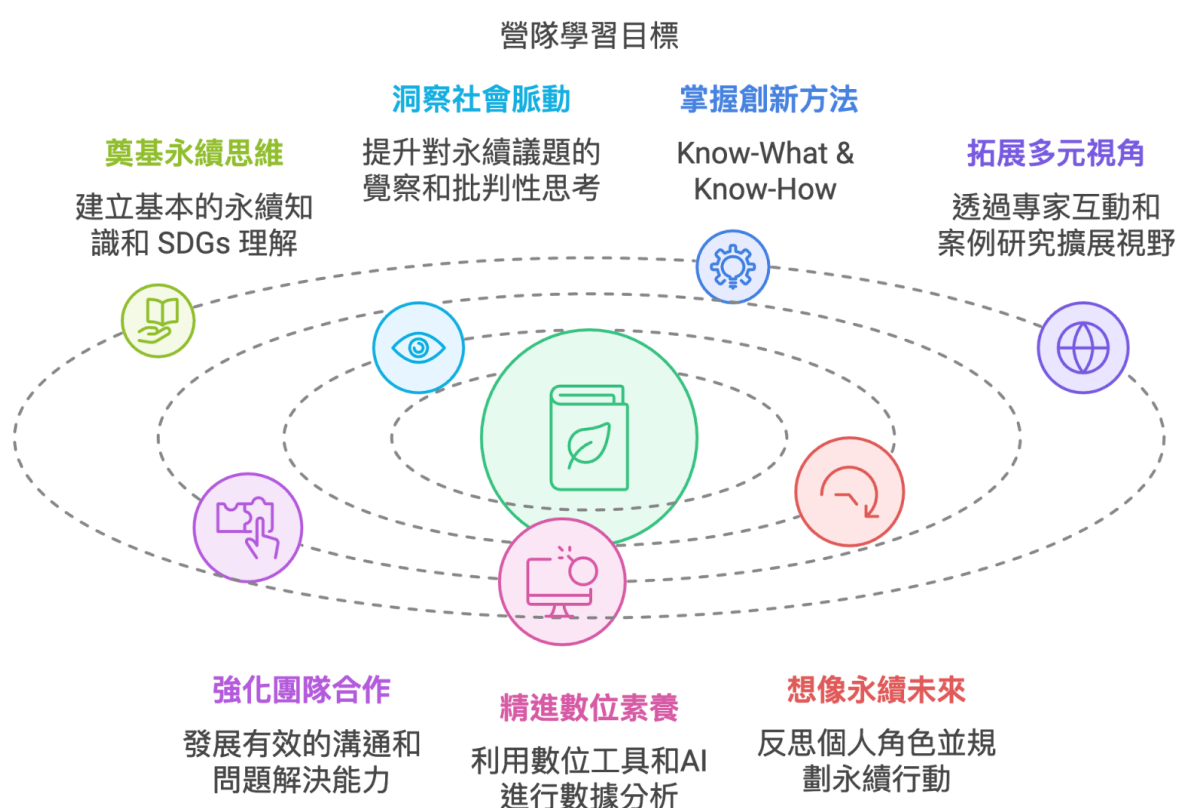 營隊學習目標
洞察社會脈動
提升對永續議題的
覺察和批判性思考
掌握創新方法
Know-What &
Know-How
奠基永續思維
建立基本的永續知
識和 SDGs 理解
拓展多元視角
透過專家互動和
案例研究擴展視野
強化團隊合作
發展有效的溝通和
問題解決能力
精進數位素養
利用數位工具和AI
進行數據分析
想像永續未來
反思個人角色並規
劃永續行動